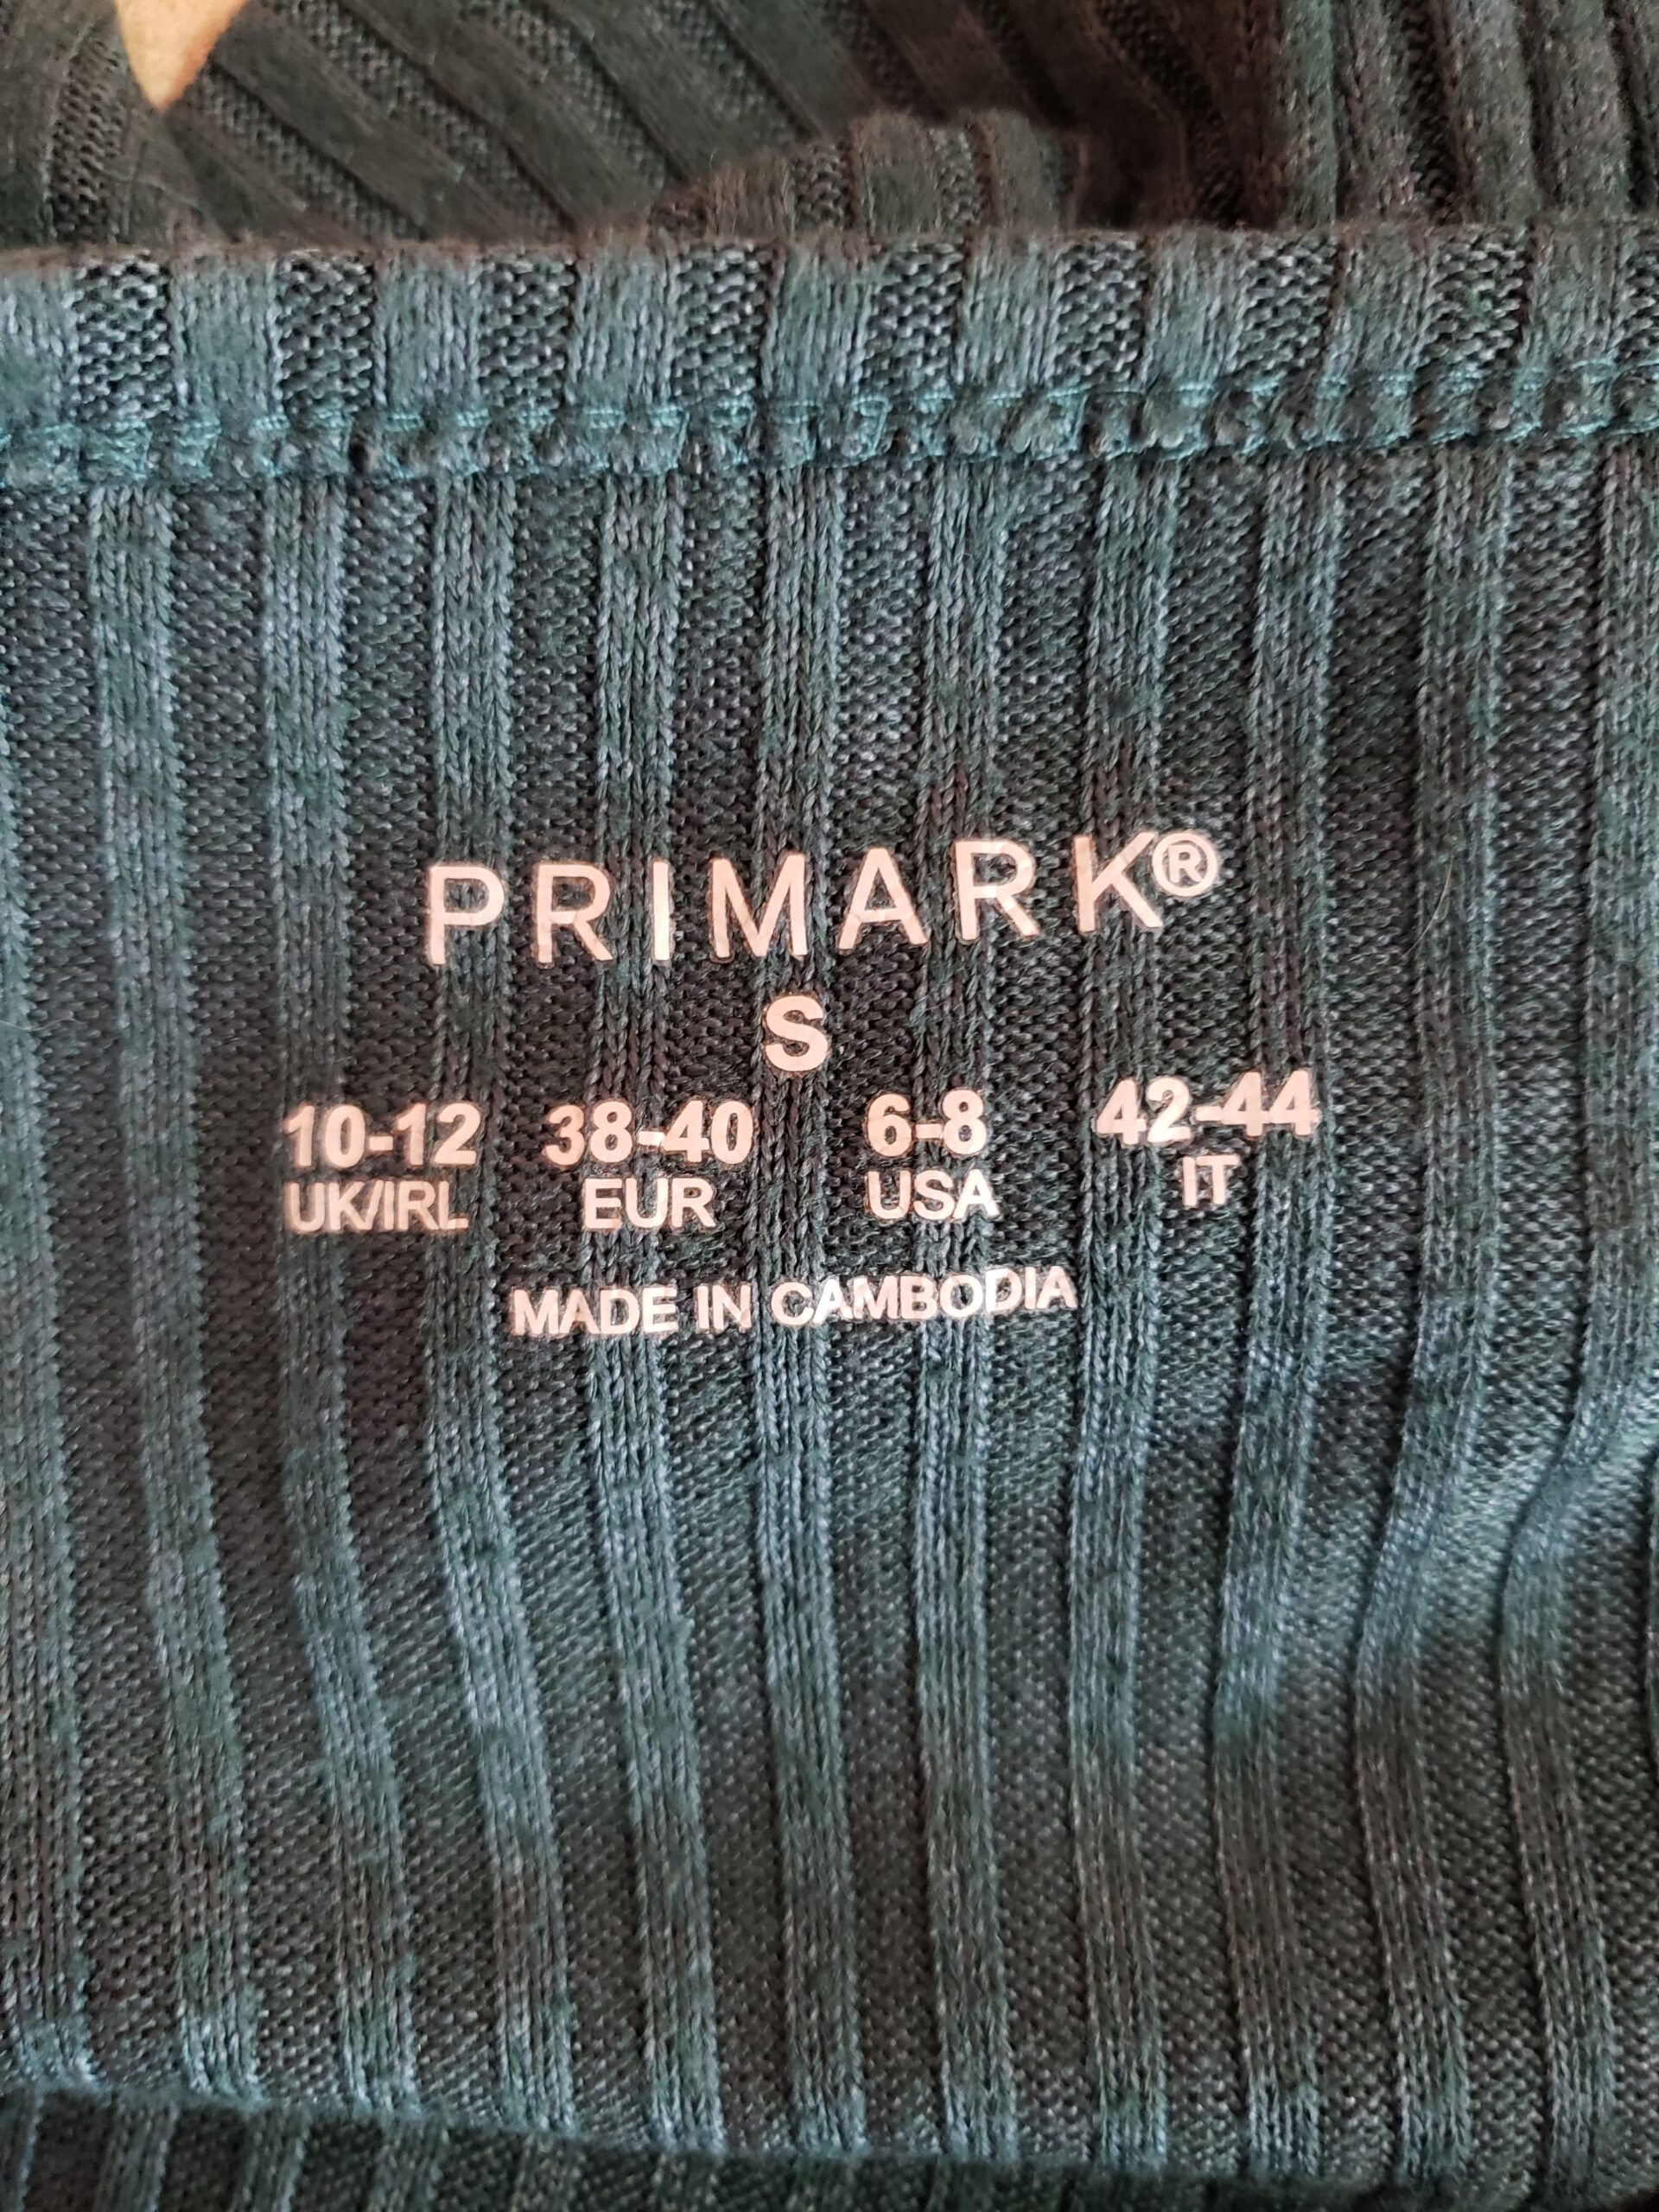 PRIMARK®
S
10-12 38-40 6-8 42-44
UK/IRL EUR USA IT
MADE IN CAMBODIA